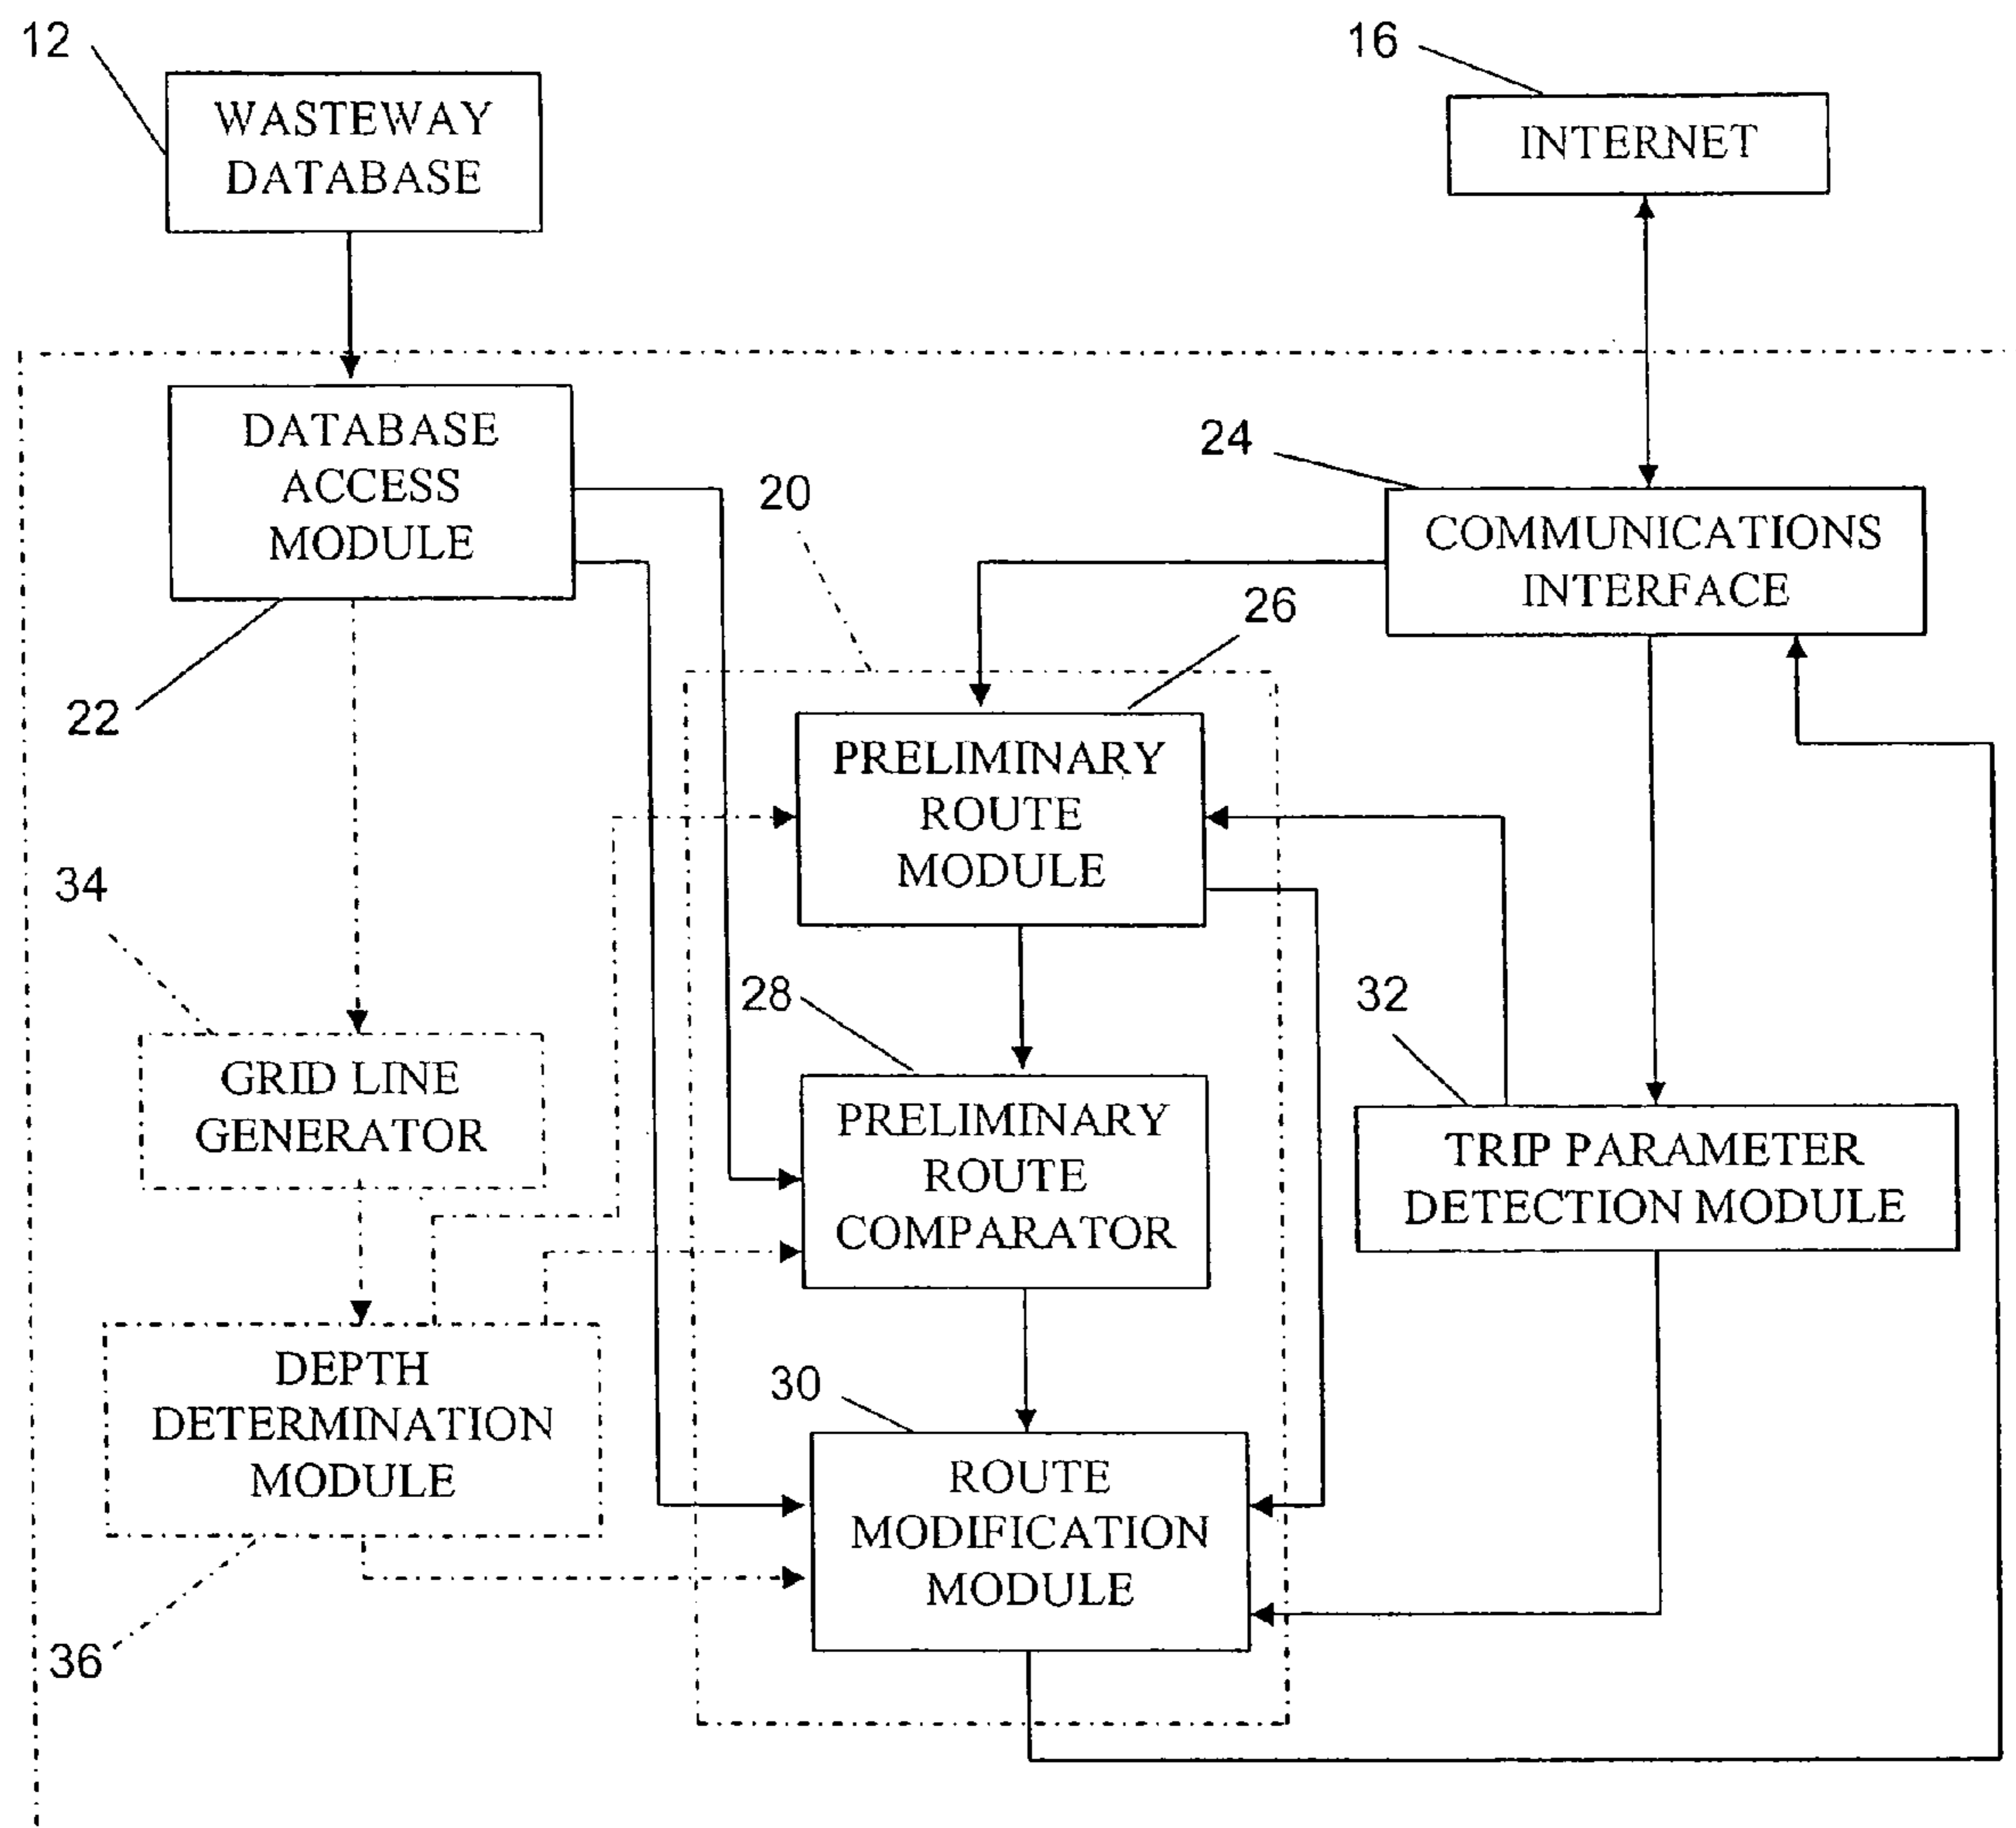 12
WASTEWAY
DATABASE
16
INTERNET
DATABASE
ACCESS
MODULE
22
24
COMMUNICATIONS
INTERFACE
20
26
PRELIMINARY
ROUTE
MODULE
34
GRID LINE
GENERATOR
28
PRELIMINARY
ROUTE
COMPARATOR
32
TRIP PARAMETER
DETECTION MODULE
DEPTH
DETERMINATION
MODULE
36
30
ROUTE
MODIFICATION
MODULE